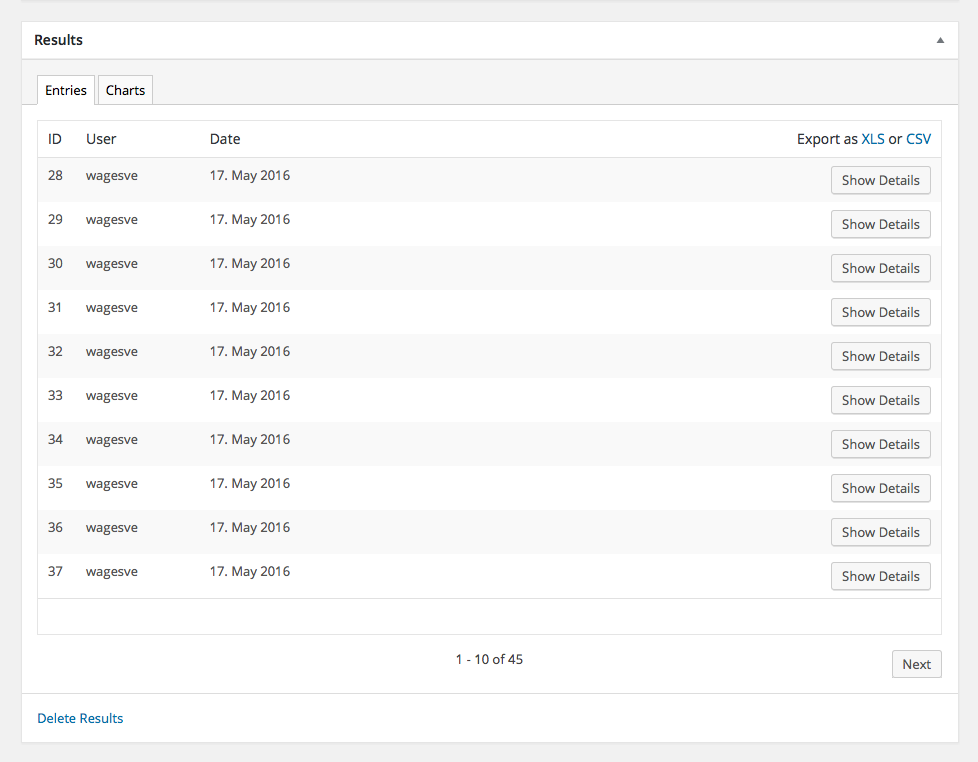 Results
Entries Charts
ID User Date Export as XLS or CSV
28 wagesve 17. May 2016 Show Details
29 wagesve 17. May 2016 Show Details
30 wagesve 17. May 2016 Show Details
31 wagesve 17. May 2016 Show Details
32 wagesve 17. May 2016 Show Details
33 wagesve 17. May 2016 Show Details
34 wagesve 17. May 2016 Show Details
35 wagesve 17. May 2016 Show Details
36 wagesve 17. May 2016 Show Details
37 wagesve 17. May 2016 Show Details
1 - 10 of 45
Next
Delete Results